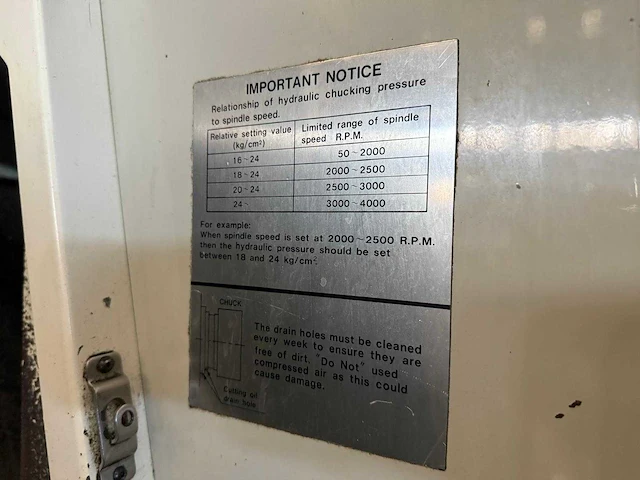 IMPORTANT NOTICE
Relationship of hydraulic chucking pressure
to spindle speed.
Relative setting value Limited range of spindle
(kg/cm²) speed R.P.M.
16~24 50~2000
18~24 2000~2500
20~24 2500~3000
24~ 3000~4000
For example:
When spindle speed is set at 2000~2500 R.P.M.
then the hydraulic pressure should be set
between 18 and 24 kg/cm².
CHUCK
The drain holes must be cleaned
every week to ensure they are
free of dirt. "Do Not" used
compressed air as this could
cause damage.
Cutting oil
drain hole